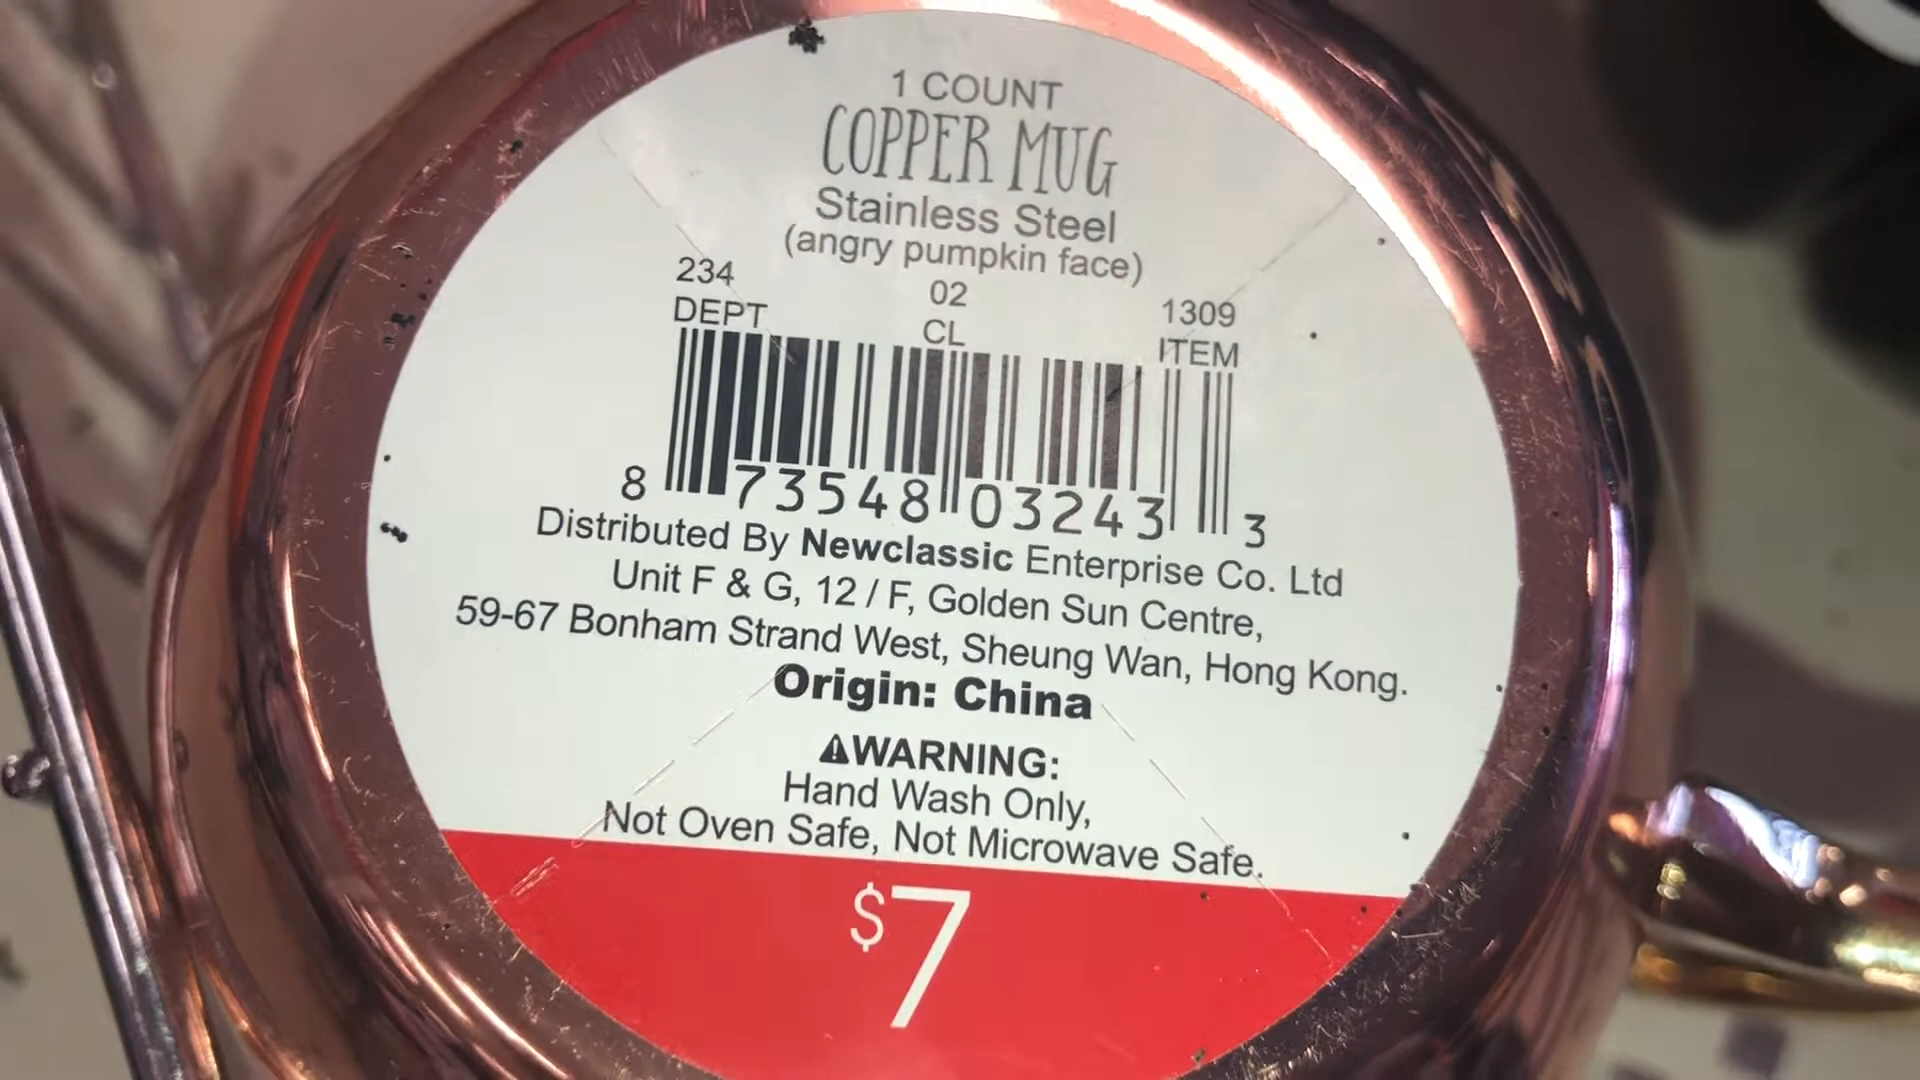 1 COUNT
COPPER MUG
Stainless Steel
(angry pumpkin face)
234 02 1309
DEPT CL ITEM
8 73548 03243 3
Distributed By Newclassic Enterprise Co. Ltd
Unit F & G, 12 / F, Golden Sun Centre,
59-67 Bonham Strand West, Sheung Wan, Hong Kong.
Origin: China
⚠WARNING:
Hand Wash Only,
Not Oven Safe, Not Microwave Safe.
$7